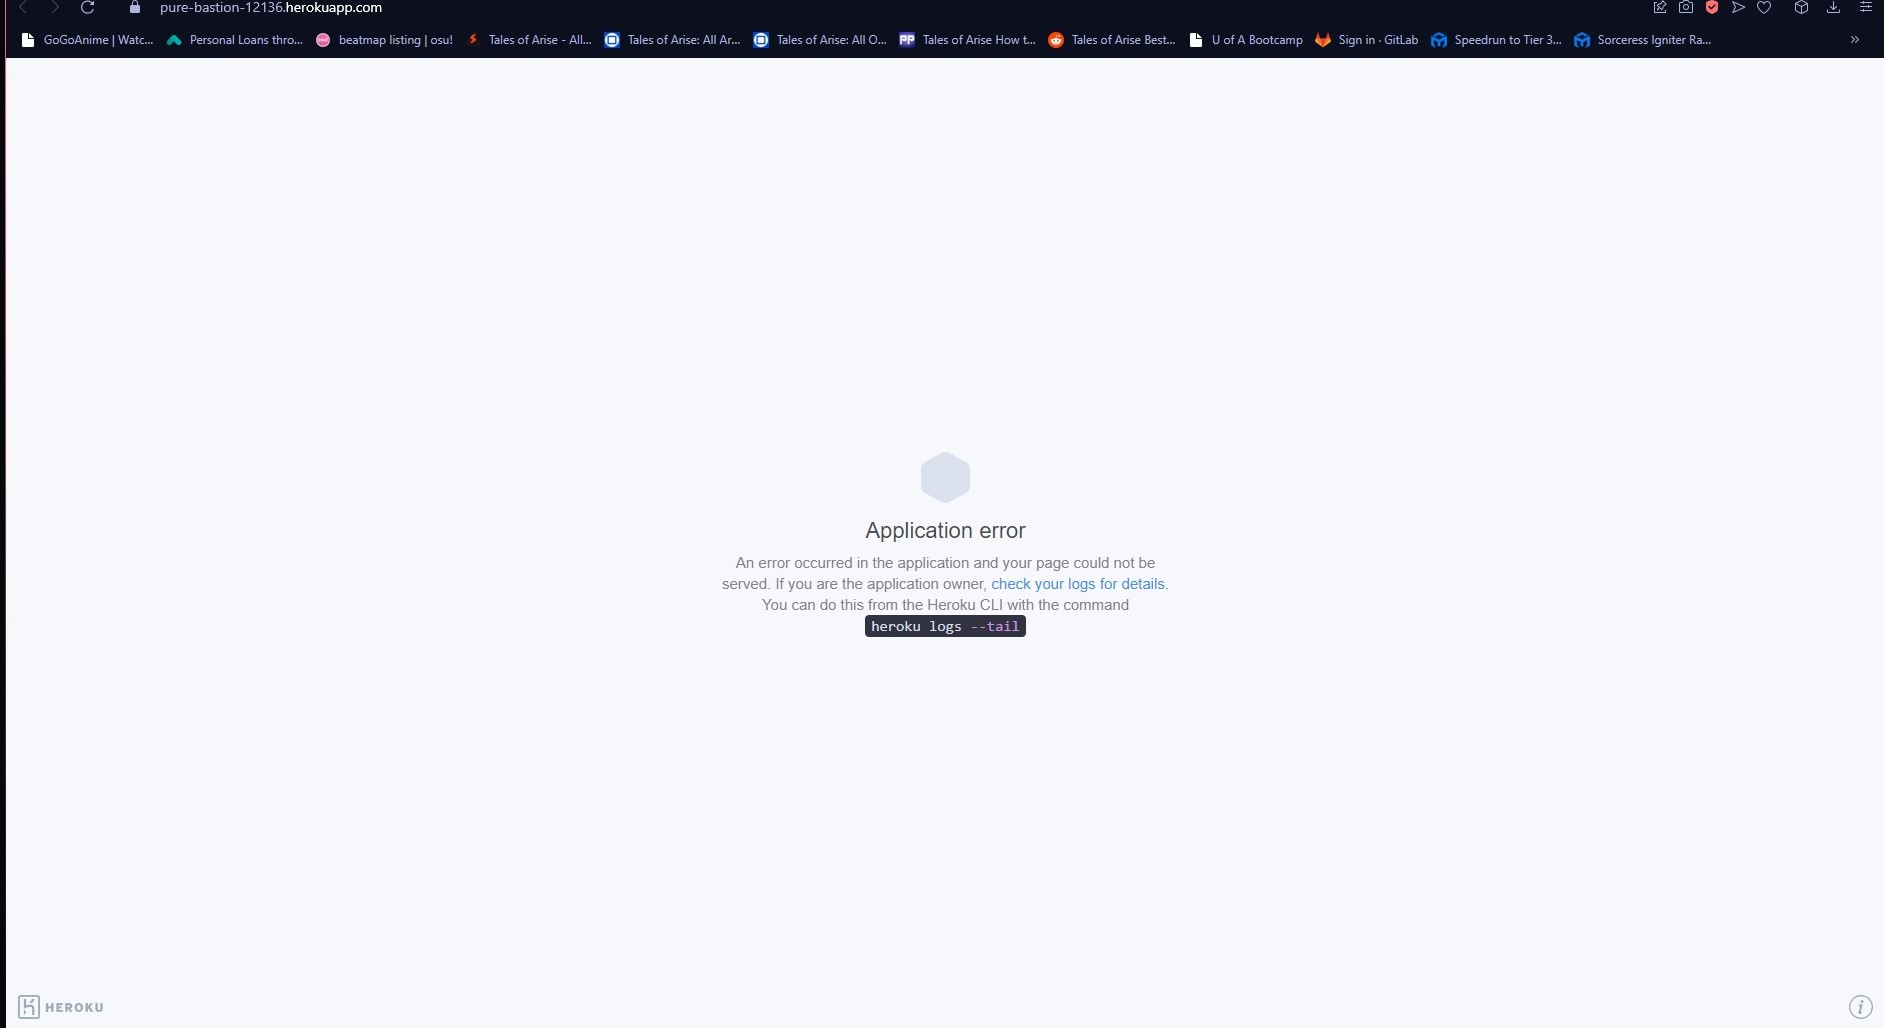 pure-bastion-12136.herokuapp.com
GoGoAnime | Watc... Personal Loans thro... beatmap listing | osu! Tales of Arise - All... Tales of Arise: All Ar... Tales of Arise: All O... Tales of Arise How t... Tales of Arise Best... U of A Bootcamp Sign in · GitLab Speedrun to Tier 3... Sorceress Igniter Ra... »
Application error
An error occurred in the application and your page could not be
served. If you are the application owner, check your logs for details.
You can do this from the Heroku CLI with the command
heroku logs --tail
HEROKU